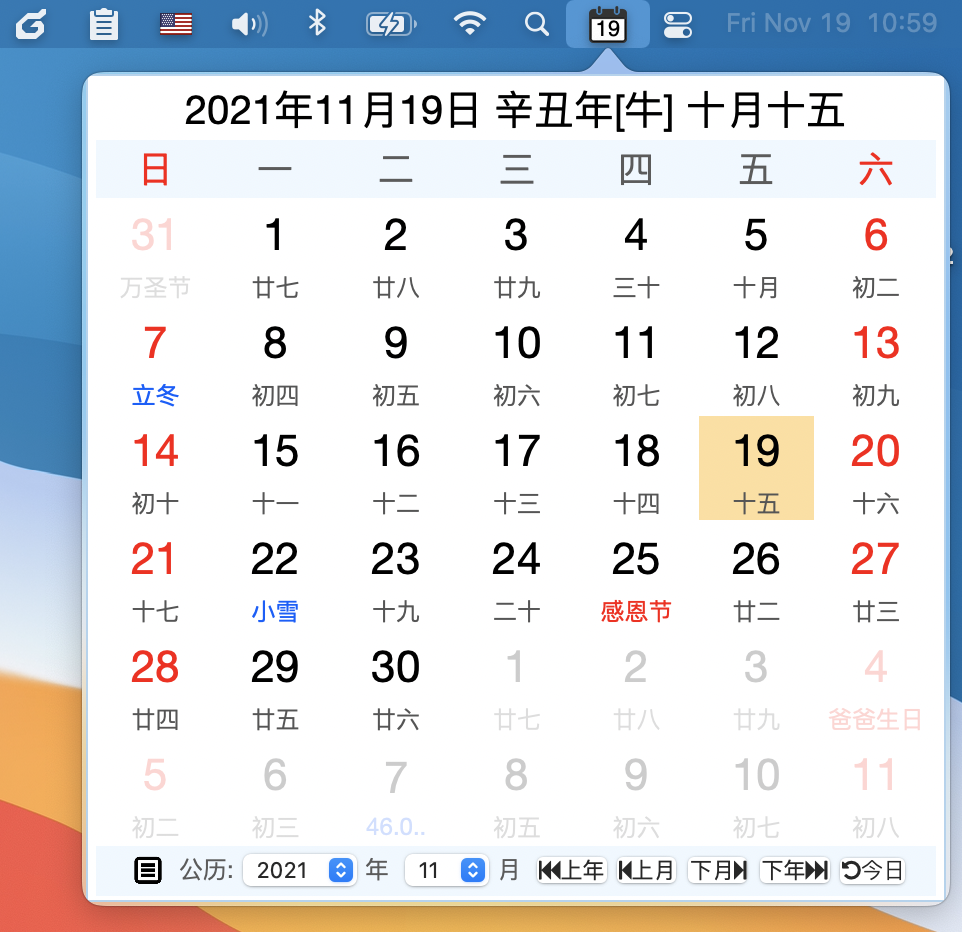 19 Fri Nov 19 10:59
2021年11月19日 辛丑年[牛] 十月十五
日 一 二 三 四 五 六
31 1 2 3 4 5 6
万圣节 廿七 廿八 廿九 三十 十月 初二
7 8 9 10 11 12 13
立冬 初四 初五 初六 初七 初八 初九
14 15 16 17 18 19 20
初十 十一 十二 十三 十四 十五 十六
21 22 23 24 25 26 27
十七 小雪 十九 二十 感恩节 廿二 廿三
28 29 30 1 2 3 4
廿四 廿五 廿六 廿七 廿八 廿九 爸爸生日
5 6 7 8 9 10 11
初二 初三 46.0.. 初五 初六 初七 初八
公历: 2021 年 11 月 上年 上月 下月 下年 今日